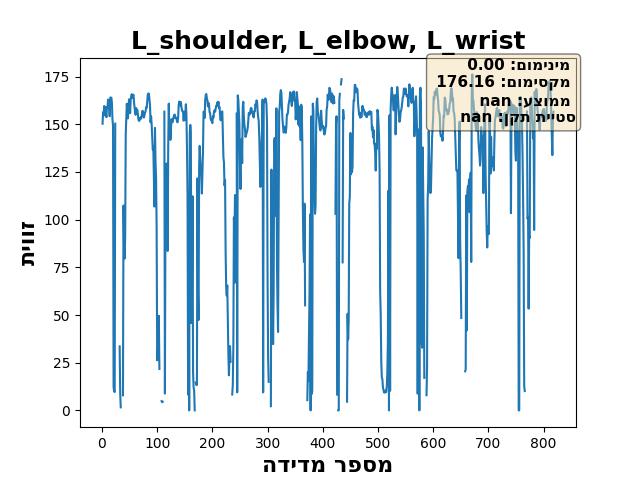 L_shoulder, L_elbow, L_wrist
מינימום: 0.00
מקסימום: 176.16
ממוצע: nan
סטיית תקן: nan
175
150
125
100
75
50
25
0
זווית
0 100 200 300 400 500 600 700 800
מספר מדידה